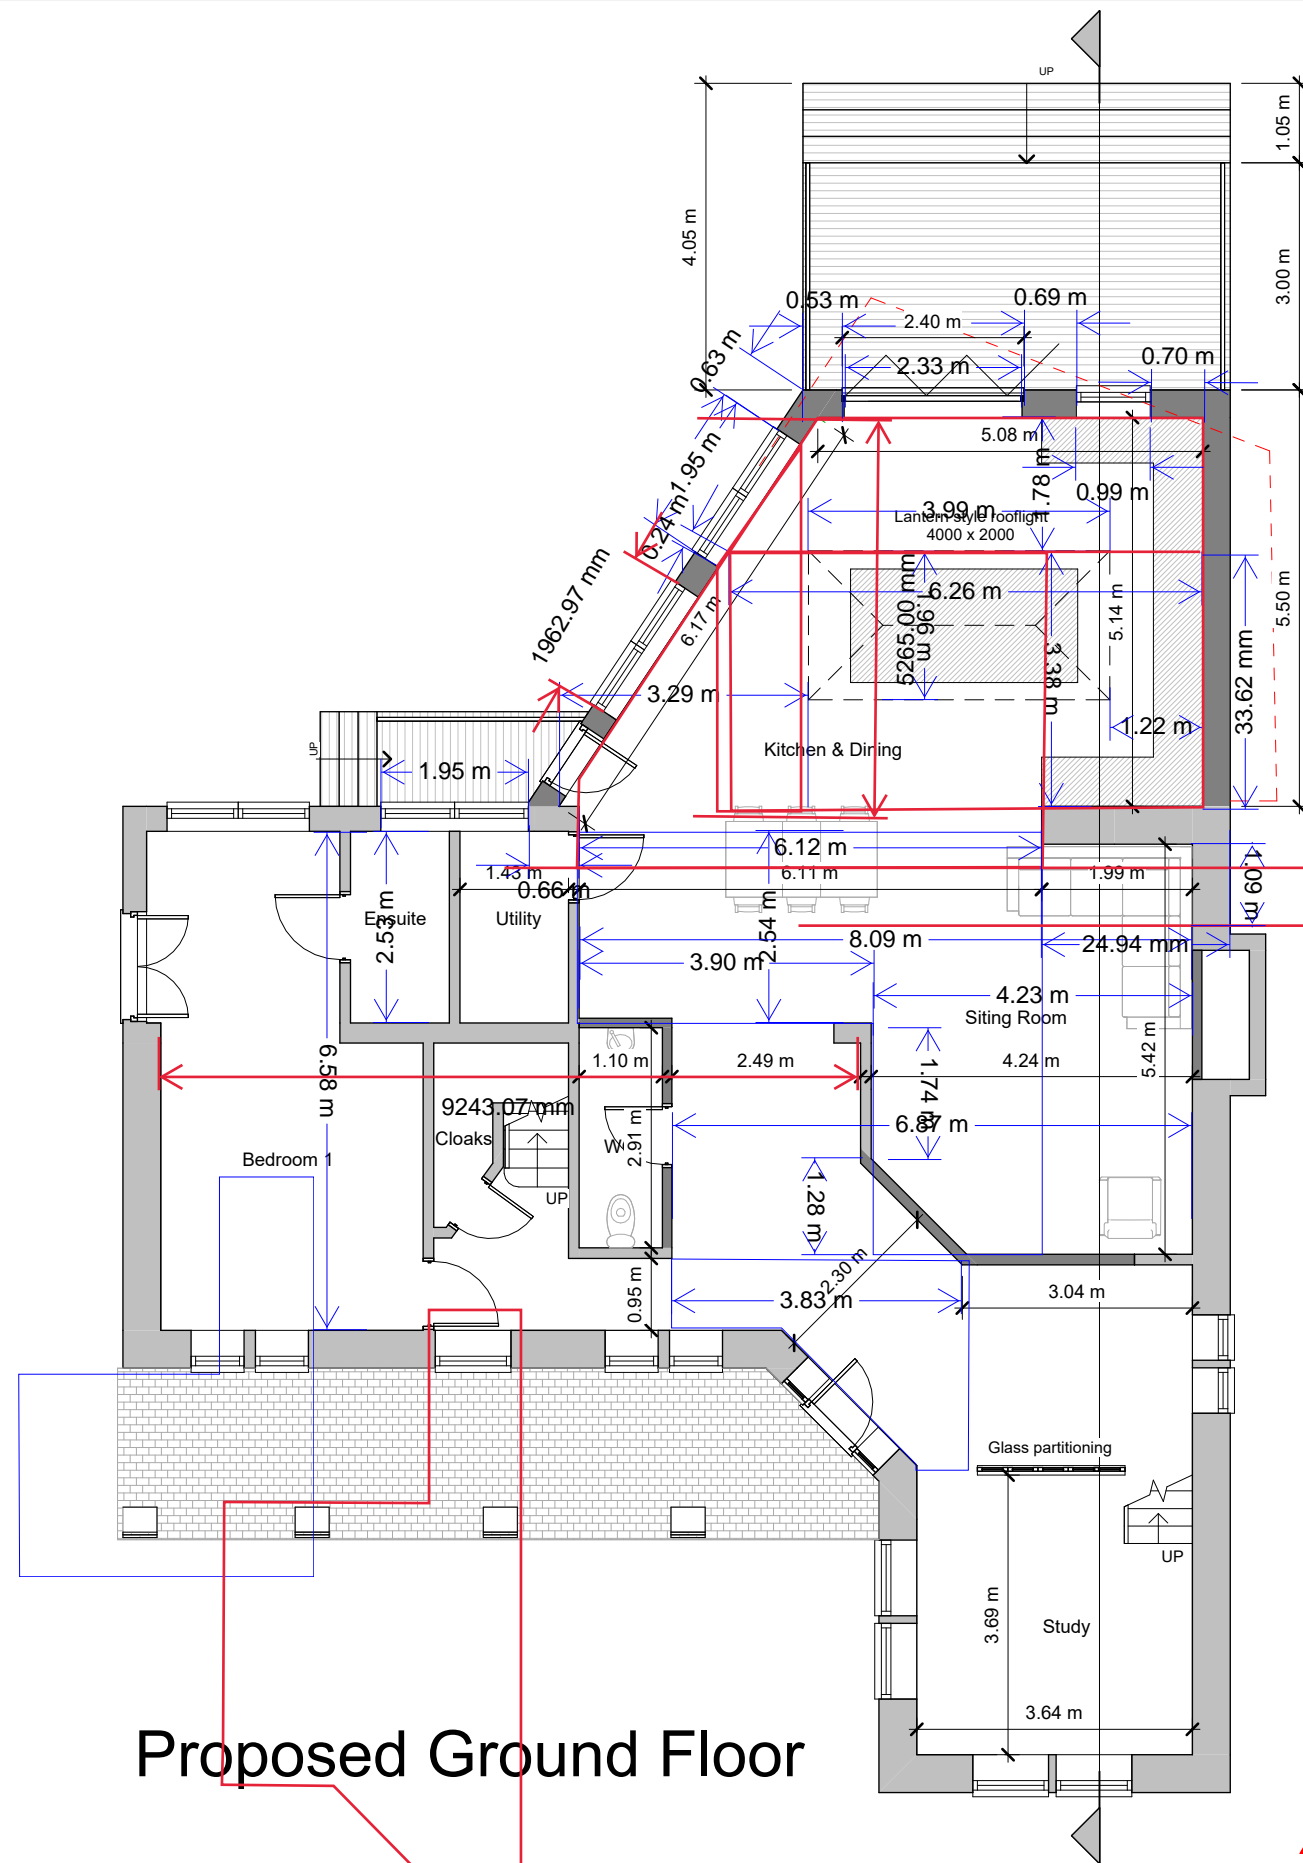 UP
1.05 m
4.05 m
3.00 m
0.53 m
0.69 m
2.40 m
0.63 m
2.33 m
0.70 m
5.08 m
1.95 m
1.78 m
0.99 m
0.24 m
3.99 m
Lantern style rooflight
4000 x 2000
1962.97 mm
6.17 m
5265.00 mm
1.96 m
6.26 m
5.14 m
5.50 m
3.38 m
33.62 mm
3.29 m
1.22 m
UP
Kitchen & Dining
1.95 m
6.12 m
1.43 m
6.11 m
1.99 m
1.09 m
0.66 m
Ensuite
Utility
2.53 m
2.54 m
8.09 m
24.94 mm
3.90 m
4.23 m
Siting Room
1.10 m
2.49 m
4.24 m
5.42 m
6.58 m
1.74 m
9243.07 mm
6.87 m
Cloaks
2.91 m
Bedroom 1
UP
1.28 m
2.30 m
0.95 m
3.83 m
3.04 m
Glass partitioning
UP
3.69 m
Study
3.64 m
Proposed Ground Floor